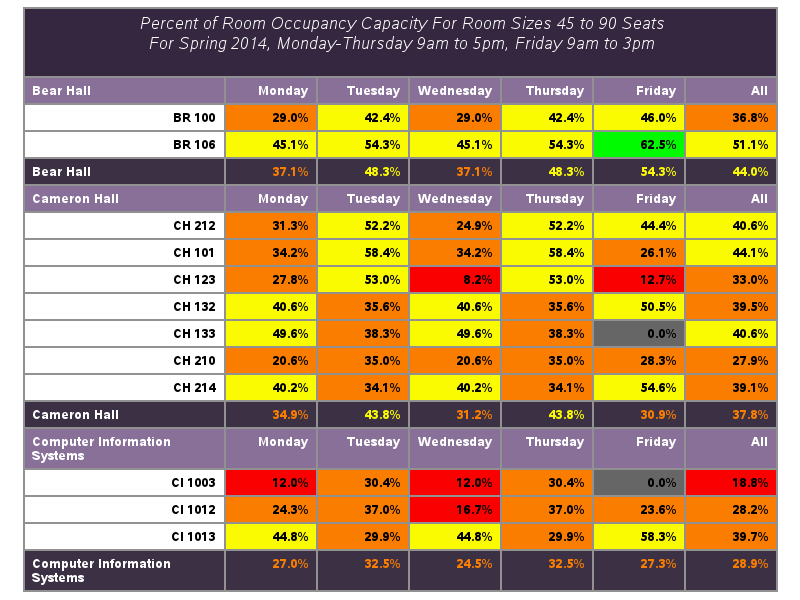 Percent of Room Occupancy Capacity For Room Sizes 45 to 90 Seats
For Spring 2014, Monday-Thursday 9am to 5pm, Friday 9am to 3pm
Bear Hall Monday Tuesday Wednesday Thursday Friday All
BR 100 29.0% 42.4% 29.0% 42.4% 46.0% 36.8%
BR 106 45.1% 54.3% 45.1% 54.3% 62.5% 51.1%
Bear Hall 37.1% 48.3% 37.1% 48.3% 54.3% 44.0%
Cameron Hall Monday Tuesday Wednesday Thursday Friday All
CH 212 31.3% 52.2% 24.9% 52.2% 44.4% 40.6%
CH 101 34.2% 58.4% 34.2% 58.4% 26.1% 44.1%
CH 123 27.8% 53.0% 8.2% 53.0% 12.7% 33.0%
CH 132 40.6% 35.6% 40.6% 35.6% 50.5% 39.5%
CH 133 49.6% 38.3% 49.6% 38.3% 0.0% 40.6%
CH 210 20.6% 35.0% 20.6% 35.0% 28.3% 27.9%
CH 214 40.2% 34.1% 40.2% 34.1% 54.6% 39.1%
Cameron Hall 34.9% 43.8% 31.2% 43.8% 30.9% 37.8%
Computer Information Monday Tuesday Wednesday Thursday Friday All
Systems
CI 1003 12.0% 30.4% 12.0% 30.4% 0.0% 18.8%
CI 1012 24.3% 37.0% 16.7% 37.0% 23.6% 28.2%
CI 1013 44.8% 29.9% 44.8% 29.9% 58.3% 39.7%
Computer Information 27.0% 32.5% 24.5% 32.5% 27.3% 28.9%
Systems